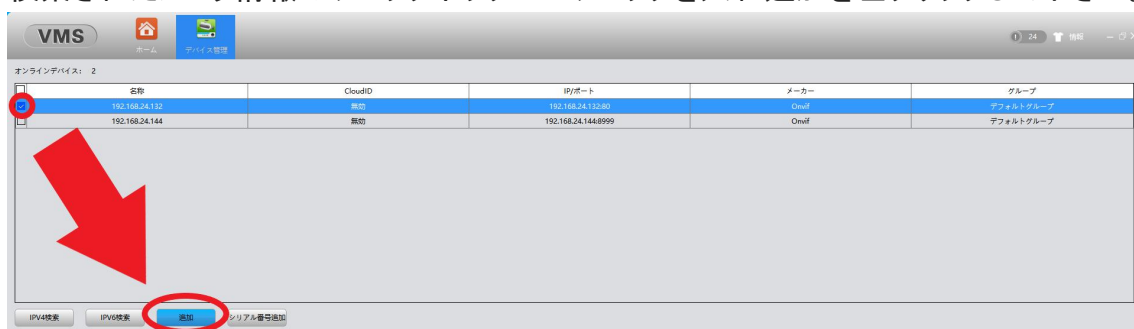 VMS
ホーム
デバイス管理
24
情報
オンラインデバイス: 2
名称 CloudID IP/ポート メーカー グループ
192.168.24.132 無効 192.168.24.132:80 Onvif デフォルトグループ
192.168.24.144 無効 192.168.24.144:8999 Onvif デフォルトグループ
IPV4検索 IPV6検索 追加 シリアル番号追加